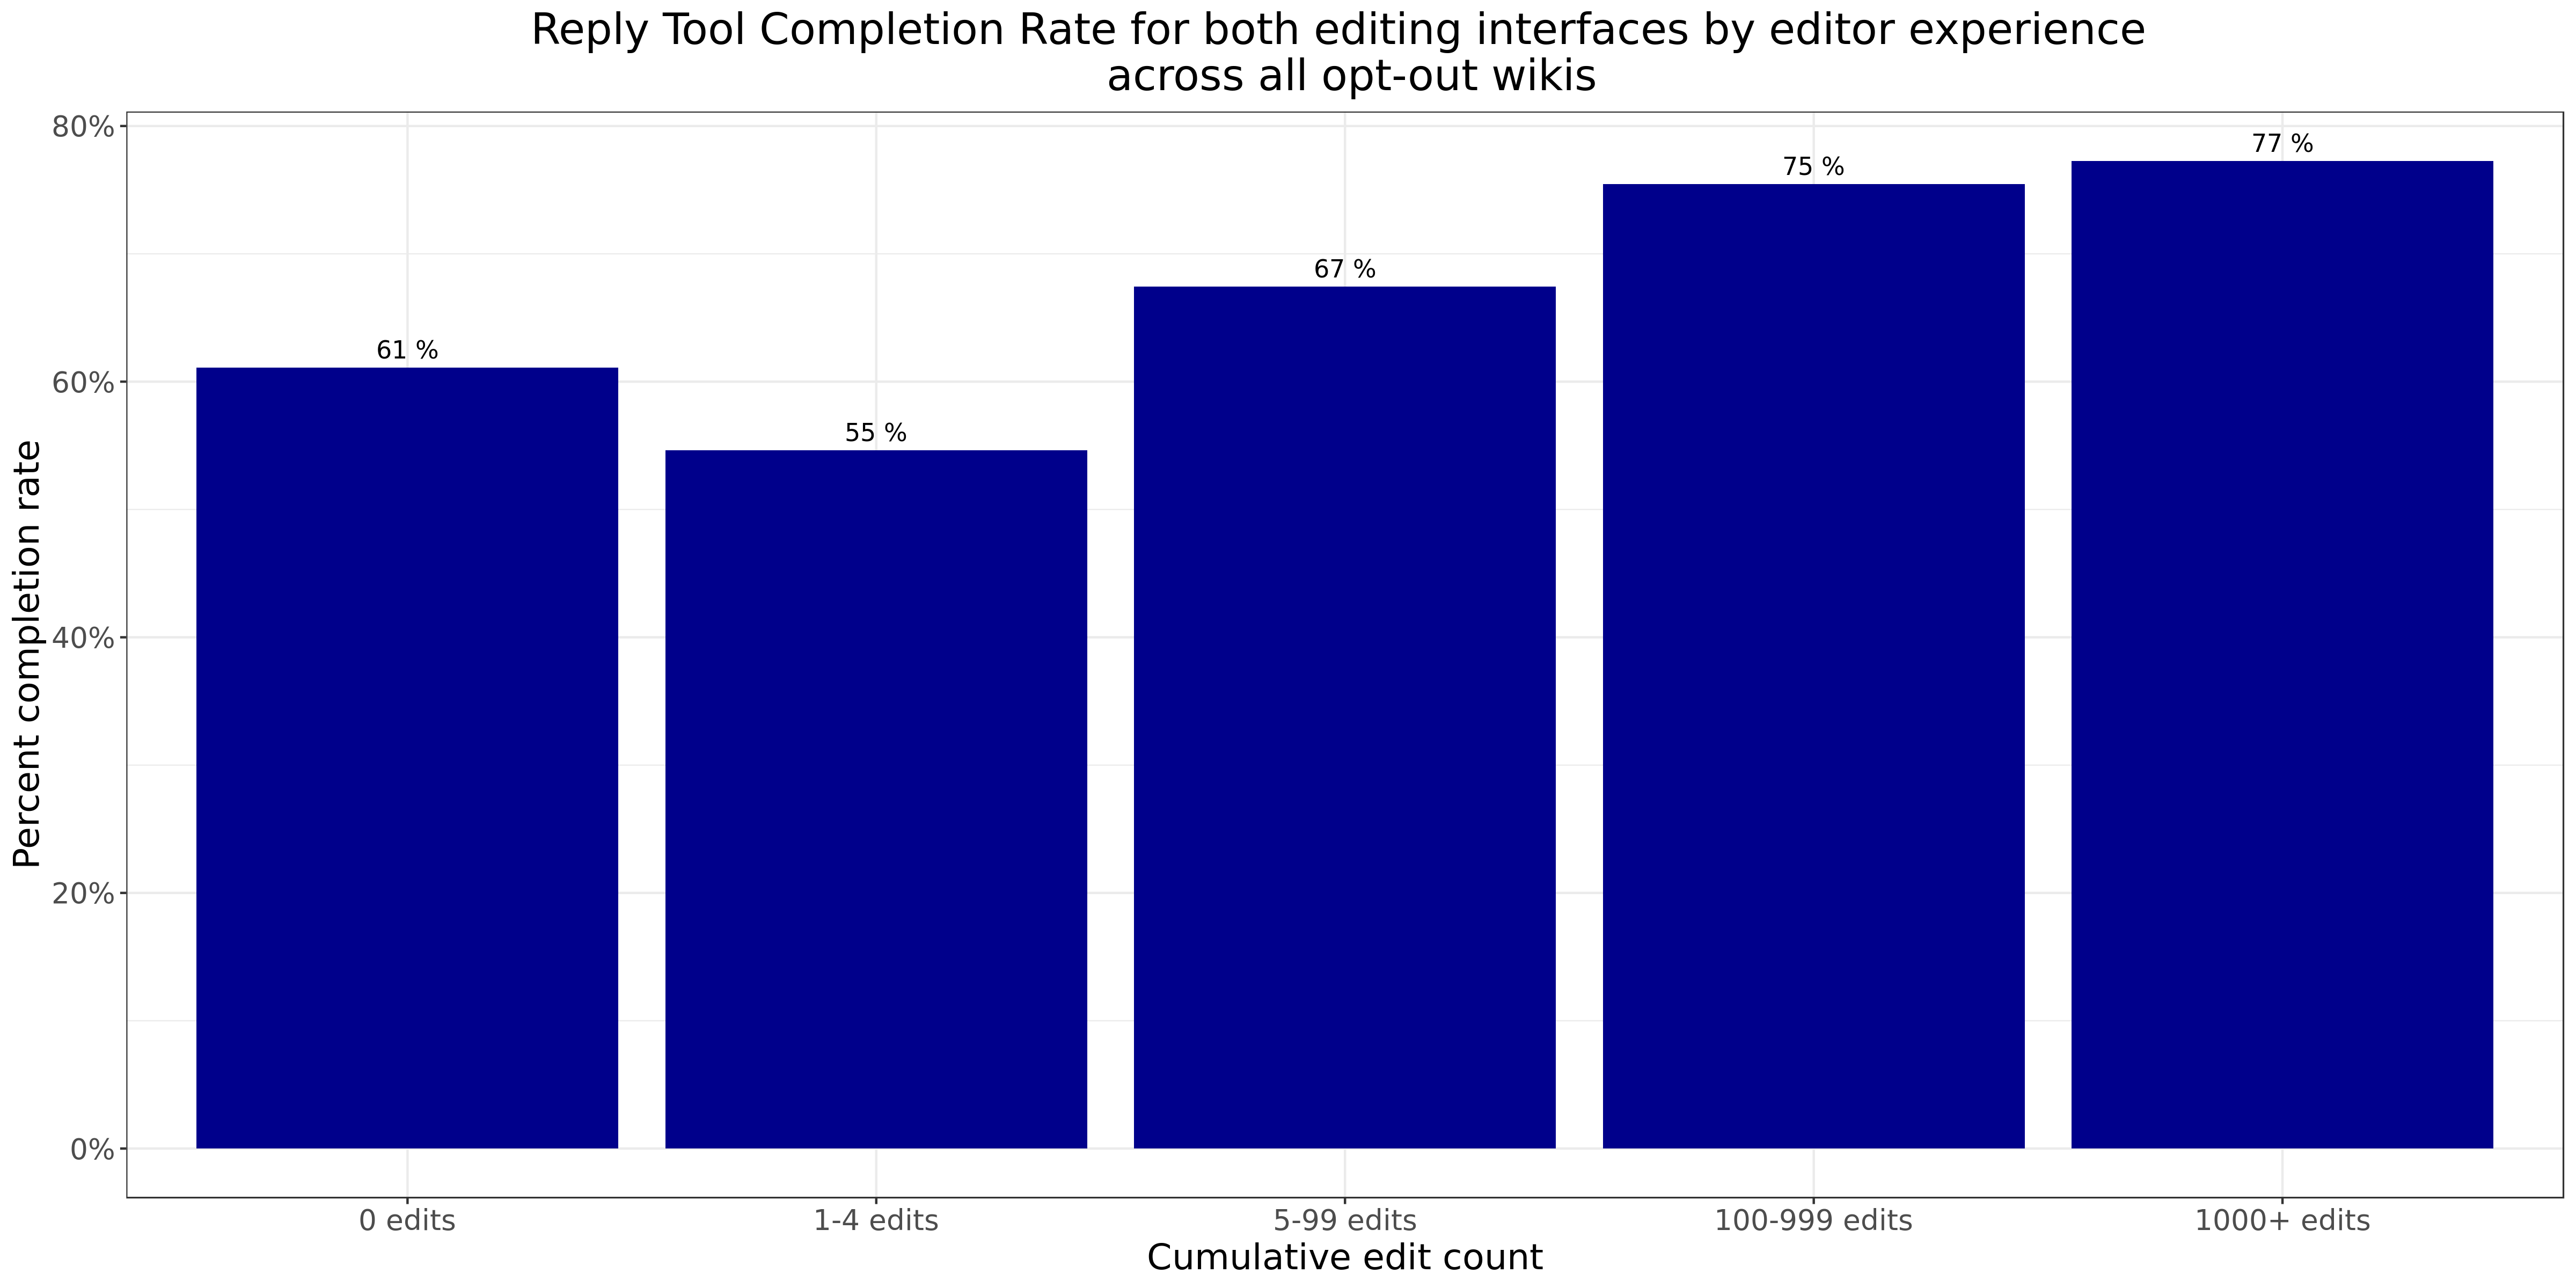 Reply Tool Completion Rate for both editing interfaces by editor experience
across all opt-out wikis
Percent completion rate
80%
60%
40%
20%
0%
61 %
55 %
67 %
75 %
77 %
0 edits
1-4 edits
5-99 edits
100-999 edits
1000+ edits
Cumulative edit count